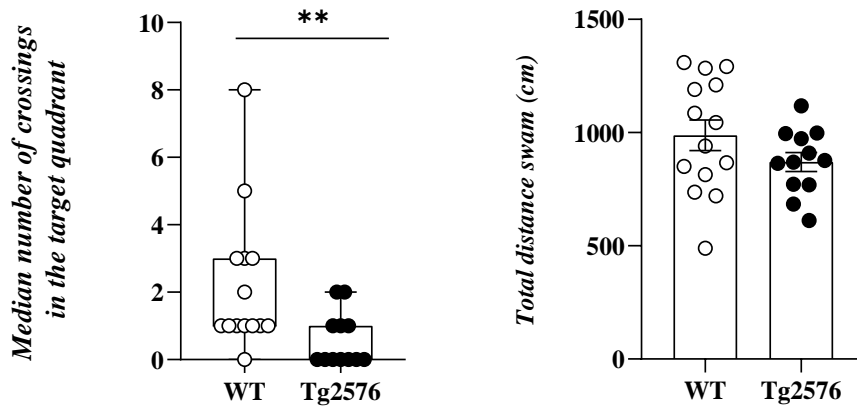 Median number of crossings
in the target quadrant
10
8
6
4
2
0
**
WT
Tg2576
Total distance swam (cm)
1500
1000
500
0
WT
Tg2576